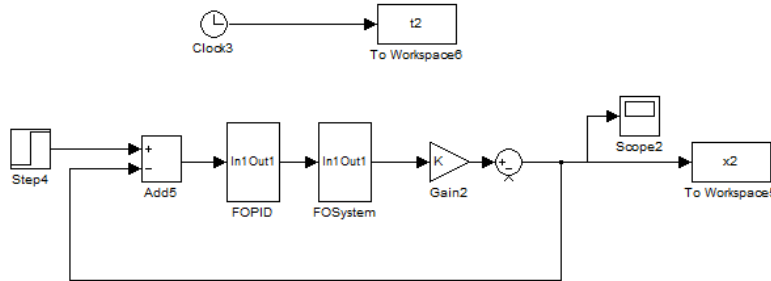 t2
Clock3
To Workspace6
+
−
Step4
Add5
In1Out1
FOPID
In1Out1
FOSystem
K
Gain2
+
−
Scope2
x2
To Workspace5